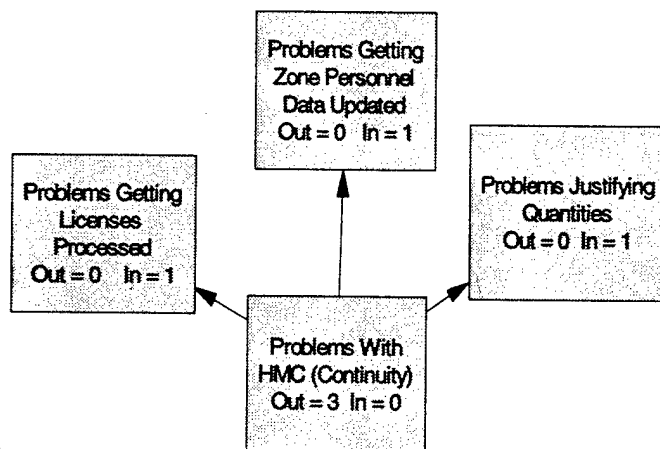 Problems Getting
Zone Personnel
Data Updated
Out = 0 In = 1
Problems Getting
Licenses
Processed
Out = 0 In = 1
Problems Justifying
Quantities
Out = 0 In = 1
Problems With
HMC (Continuity)
Out = 3 In = 0